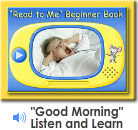 "Read to Me" Beginner Book
"Good Morning"
Listen and Learn